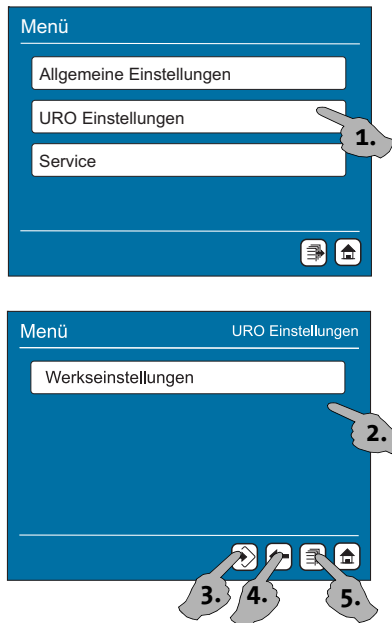 Menü
Allgemeine Einstellungen
URO Einstellungen
1.
Service
Menü URO Einstellungen
Werkseinstellungen
2.
3. 4. 5.